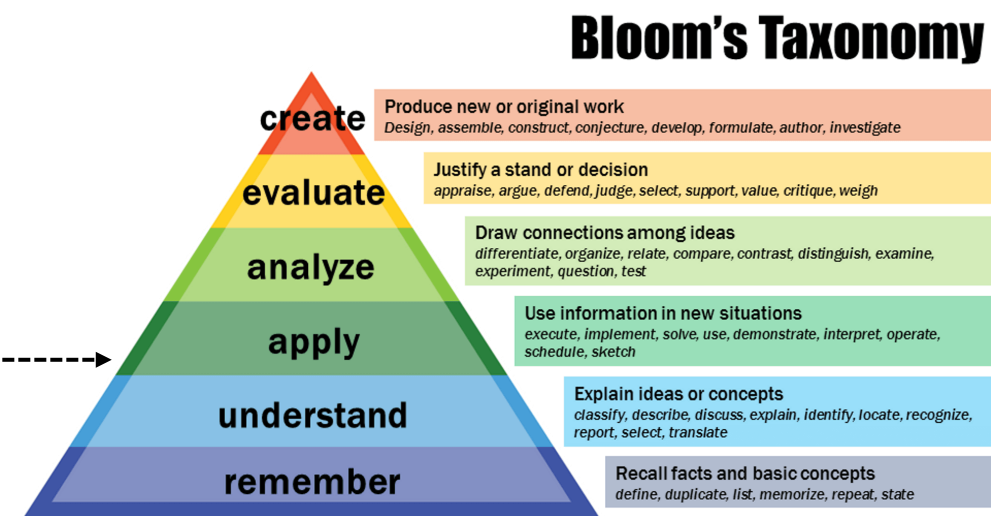 Bloom's Taxonomy
create
Produce new or original work
Design, assemble, construct, conjecture, develop, formulate, author, investigate
evaluate
Justify a stand or decision
appraise, argue, defend, judge, select, support, value, critique, weigh
analyze
Draw connections among ideas
differentiate, organize, relate, compare, contrast, distinguish, examine,
experiment, question, test
apply
Use information in new situations
execute, implement, solve, use, demonstrate, interpret, operate,
schedule, sketch
understand
Explain ideas or concepts
classify, describe, discuss, explain, identify, locate, recognize,
report, select, translate
remember
Recall facts and basic concepts
define, duplicate, list, memorize, repeat, state